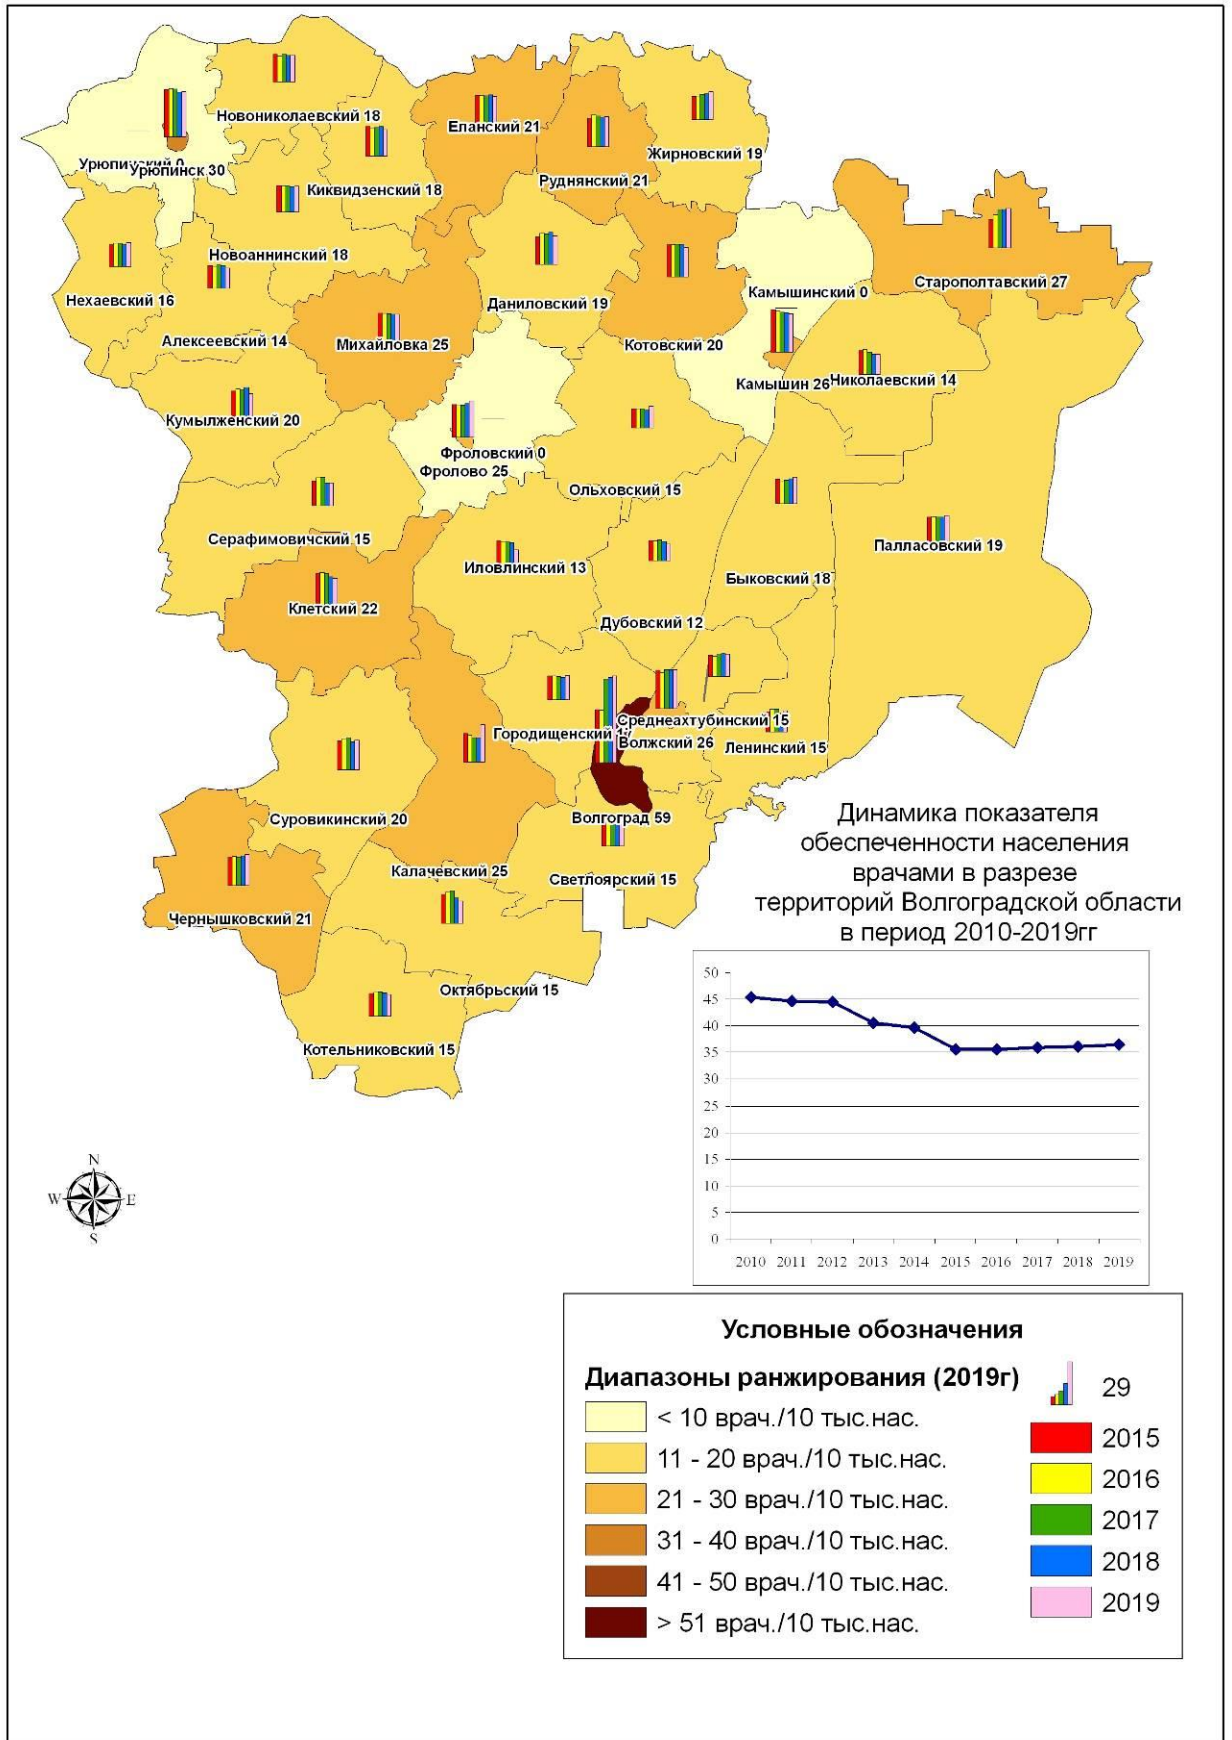 Новониколаевский 18
Еланский 21
Жирновский 19
Урюпинский 0
Урюпинск 30
Киквидзенский 18
Руднянский 21
Новоаннинский 18
Нехаевский 16
Алексеевский 14
Михайловка 25
Даниловский 19
Котовский 20
Камышинский 0
Старополтавский 27
Камышин 26
Николаевский 14
Кумылженский 20
Фроловский 0
Фролово 25
Ольховский 15
Серафимовичский 15
Иловлинский 13
Палласовский 19
Быковский 18
Клетский 22
Дубовский 12
Среднеахтубинский 15
Городищенский
Волжский 26
Ленинский 15
Суровикинский 20
Волгоград 59
Калачевский 25
Светлоярский 15
Чернышковский 21
Октябрьский 15
Котельниковский 15
Динамика показателя
обеспеченности населения
врачами в разрезе
территорий Волгоградской области
в период 2010-2019гг
50
45
40
35
30
25
20
15
10
5
0
2010 2011 2012 2013 2014 2015 2016 2017 2018 2019
N
W E
S
Условные обозначения
Диапазоны ранжирования (2019г)
< 10 врач./10 тыс.нас.
11 - 20 врач./10 тыс.нас.
21 - 30 врач./10 тыс.нас.
31 - 40 врач./10 тыс.нас.
41 - 50 врач./10 тыс.нас.
> 51 врач./10 тыс.нас.
29
2015
2016
2017
2018
2019